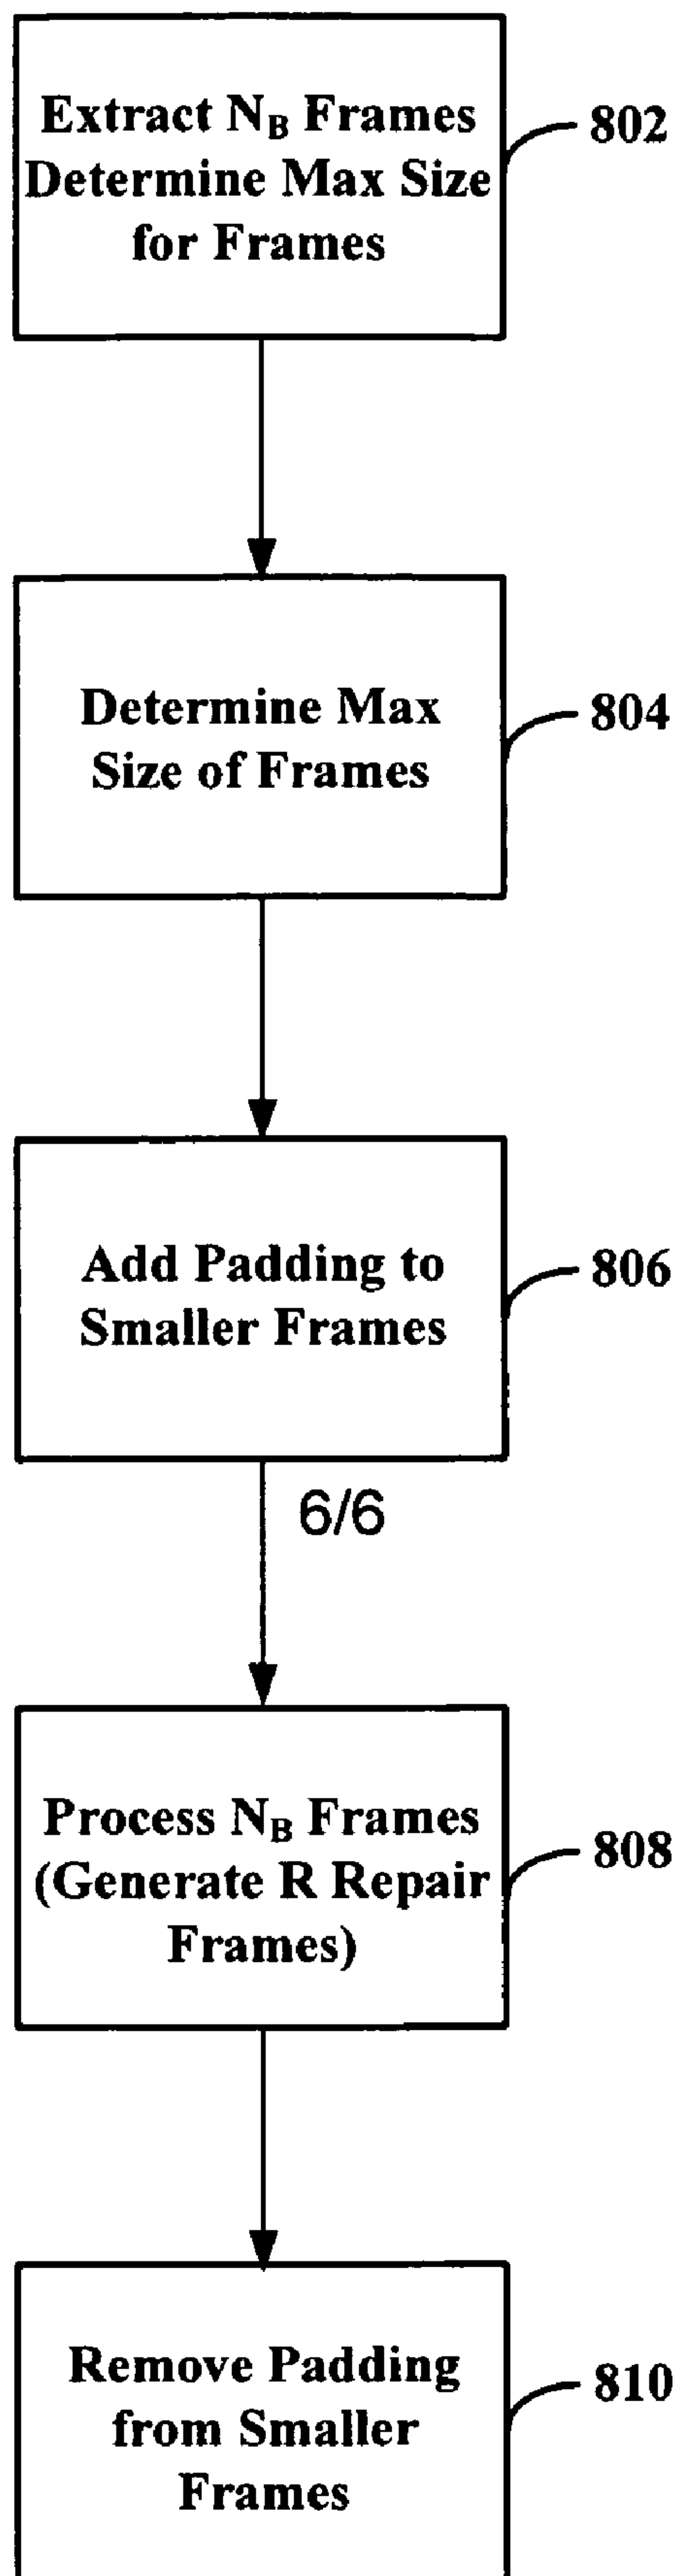 Extract N_B Frames
Determine Max Size
for Frames
802
Determine Max
Size of Frames
804
Add Padding to
Smaller Frames
806
6/6
Process N_B Frames
(Generate R Repair
Frames)
808
Remove Padding
from Smaller
Frames
810